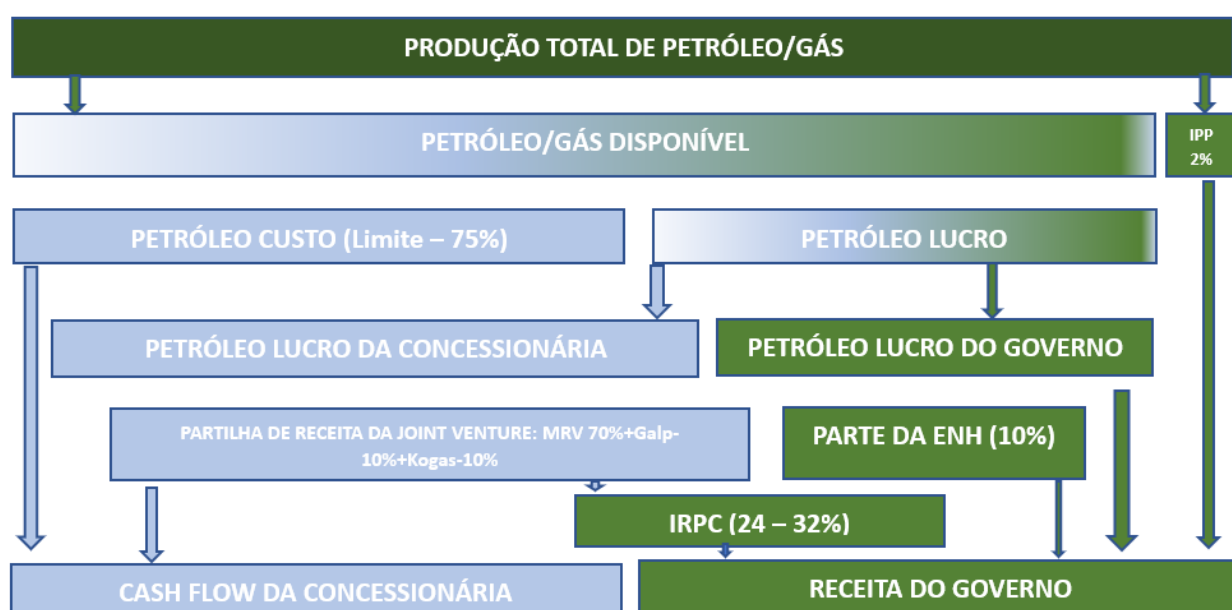 PRODUÇÃO TOTAL DE PETRÓLEO/GÁS
PETRÓLEO/GÁS DISPONÍVEL
IPP
2%
PETRÓLEO CUSTO (Limite – 75%)
PETRÓLEO LUCRO
PETRÓLEO LUCRO DA CONCESSIONÁRIA
PETRÓLEO LUCRO DO GOVERNO
PARTILHA DE RECEITA DA JOINT VENTURE: MRV 70%+Galp-
10%+Kogas-10%
PARTE DA ENH (10%)
IRPC (24 – 32%)
CASH FLOW DA CONCESSIONÁRIA
RECEITA DO GOVERNO